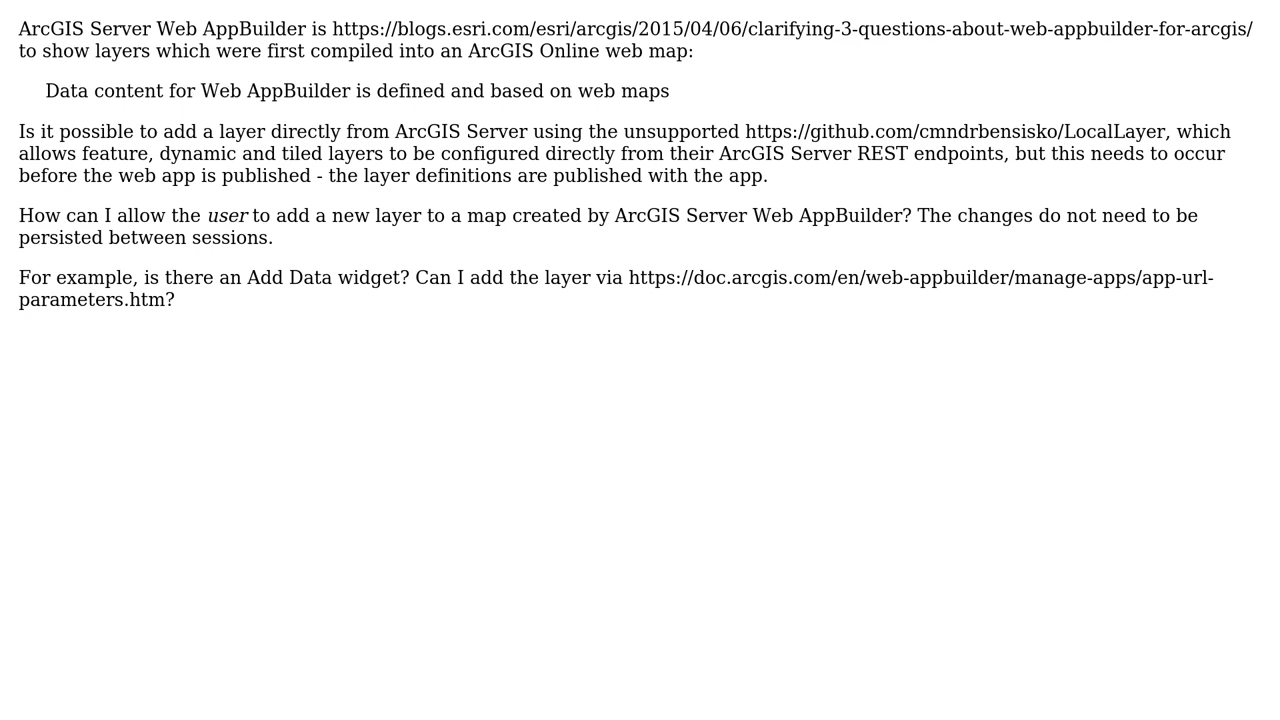 ArcGIS Server Web AppBuilder is https://blogs.esri.com/esri/arcgis/2015/04/06/clarifying-3-questions-about-web-appbuilder-for-arcgis/
to show layers which were first compiled into an ArcGIS Online web map:
Data content for Web AppBuilder is defined and based on web maps
Is it possible to add a layer directly from ArcGIS Server using the unsupported https://github.com/cmndrbensisko/LocalLayer, which
allows feature, dynamic and tiled layers to be configured directly from their ArcGIS Server REST endpoints, but this needs to occur
before the web app is published - the layer definitions are published with the app.
How can I allow the user to add a new layer to a map created by ArcGIS Server Web AppBuilder? The changes do not need to be
persisted between sessions.
For example, is there an Add Data widget? Can I add the layer via https://doc.arcgis.com/en/web-appbuilder/manage-apps/app-url-
parameters.htm?